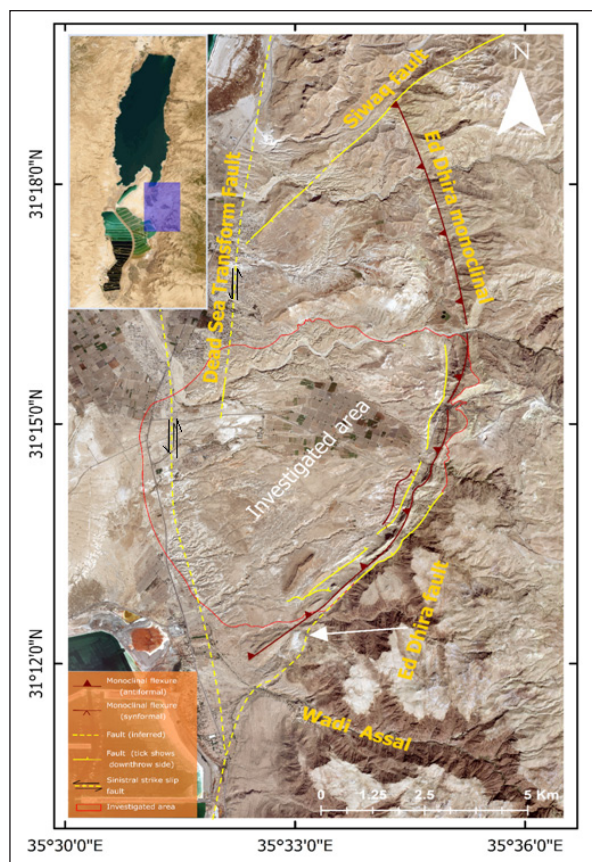 N
Siwaq fault
Ed Dhira monoclinal
Dead Sea Transform Fault
Investigated area
Ed Dhira fault
Wadi Assal
31°18'0"N
31°15'0"N
31°12'0"N
Monoclinal flexure
(antiformal)
Monoclinal flexure
(synformal)
Fault (inferred)
Fault (tick shows
downthrow side)
Sinistral strike slip
fault
Investigated area
0 1.25 2.5 5 Km
35°30'0"E 35°33'0"E 35°36'0"E